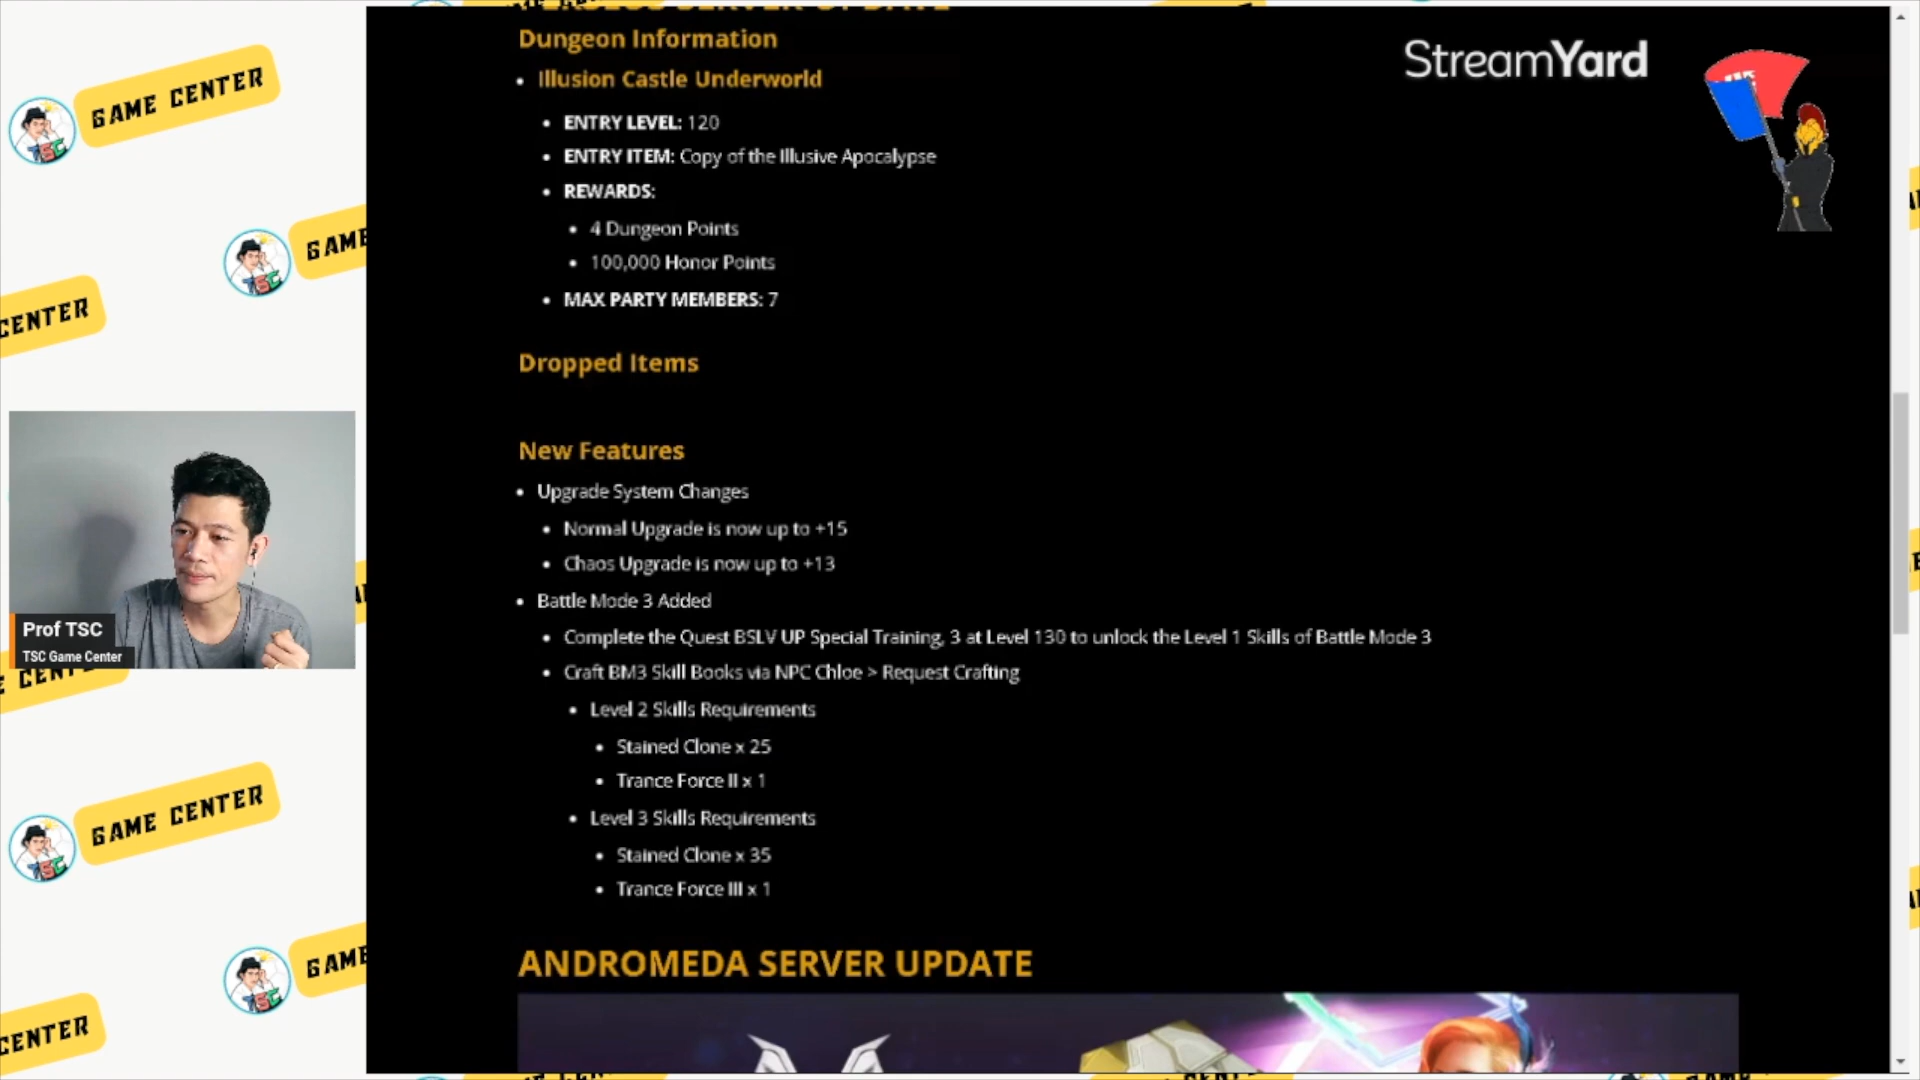 GAME CENTER
TSC
GAME
TSC
CENTER
Prof TSC
TSC Game Center
GAME CENTER
TSC
GAME
TSC
CENTER
StreamYard
Dungeon Information
• Illusion Castle Underworld
• ENTRY LEVEL: 120
• ENTRY ITEM: Copy of the Illusive Apocalypse
• REWARDS:
• 4 Dungeon Points
• 100,000 Honor Points
• MAX PARTY MEMBERS: 7
Dropped Items
New Features
• Upgrade System Changes
• Normal Upgrade is now up to +15
• Chaos Upgrade is now up to +13
• Battle Mode 3 Added
• Complete the Quest BSLV UP Special Training, 3 at Level 130 to unlock the Level 1 Skills of Battle Mode 3
• Craft BM3 Skill Books via NPC Chloe > Request Crafting
• Level 2 Skills Requirements
• Stained Clone x 25
• Trance Force II x 1
• Level 3 Skills Requirements
• Stained Clone x 35
• Trance Force III x 1
ANDROMEDA SERVER UPDATE